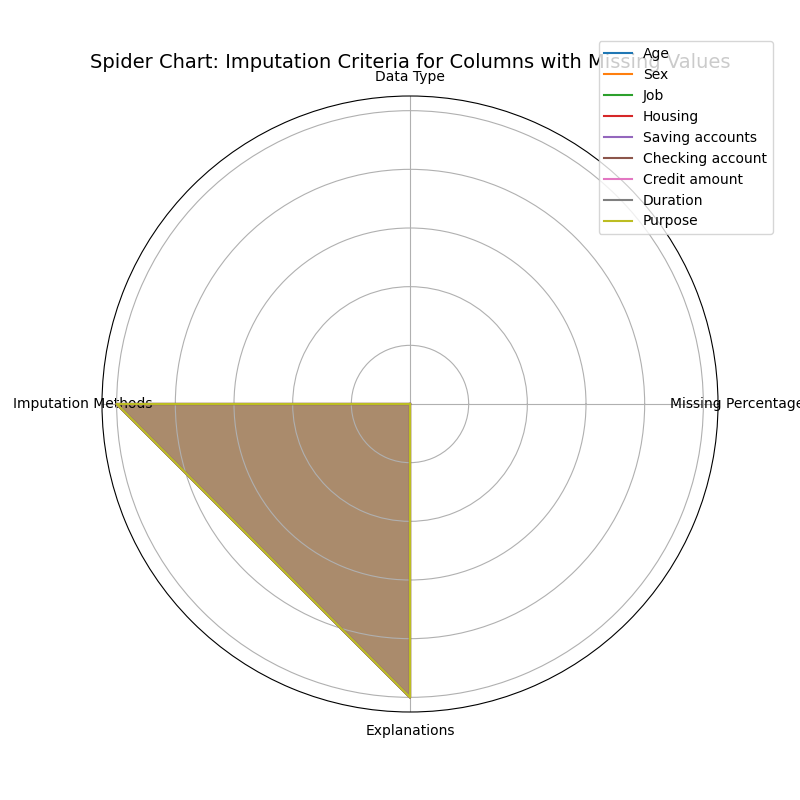 Spider Chart: Imputation Criteria for Columns with Missing Values
Data Type
Age
Sex
Job
Housing
Saving accounts
Checking account
Credit amount
Duration
Purpose
Imputation Methods
Missing Percentage
Explanations